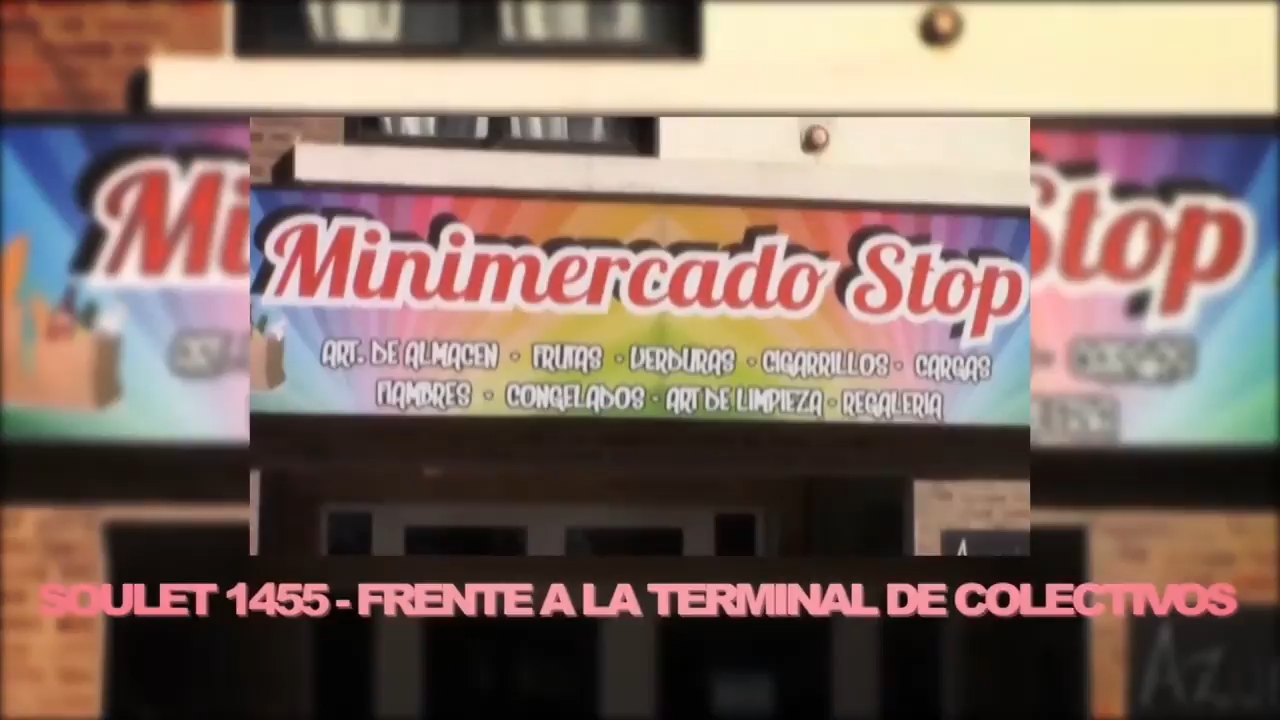 Minimercado Stop
ART. DE ALMACEN · FRUTAS · VERDURAS · CIGARRILLOS · CARGAS
FIAMBRES · CONGELADOS · ART DE LIMPIEZA · REGALERIA
SOULET 1455 - FRENTE A LA TERMINAL DE COLECTIVOS